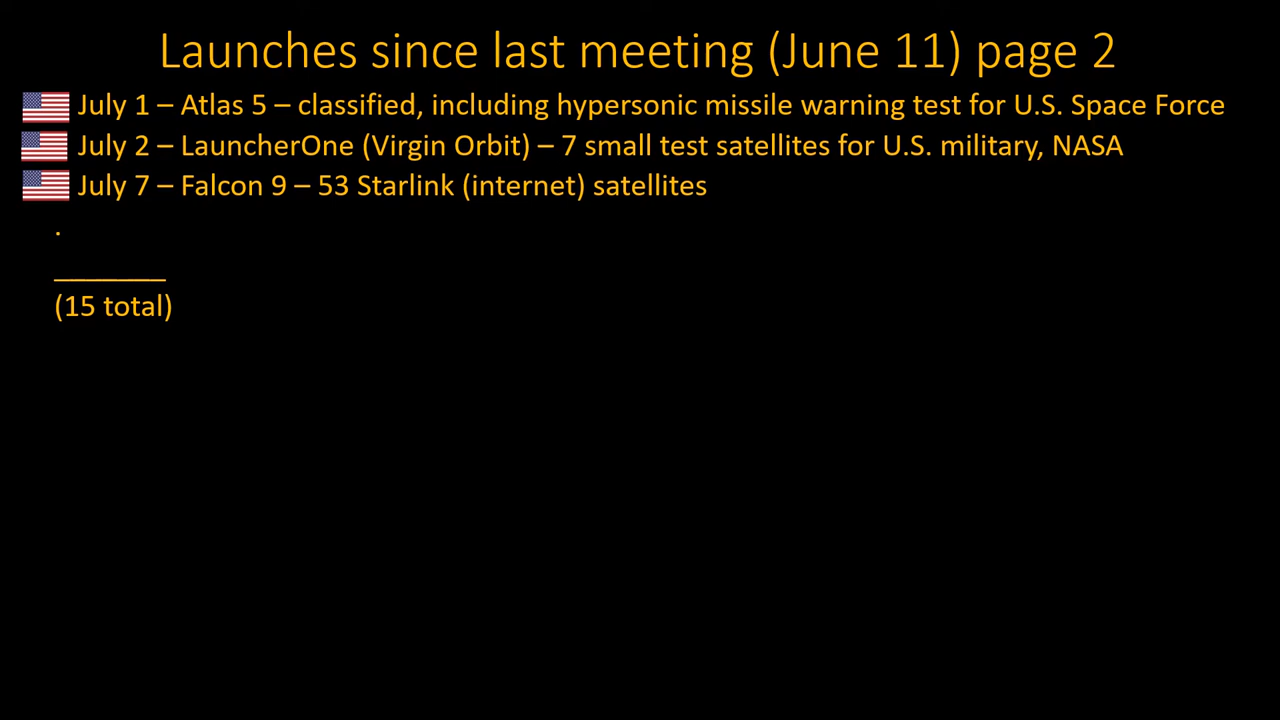 Launches since last meeting (June 11) page 2
July 1 – Atlas 5 – classified, including hypersonic missile warning test for U.S. Space Force
July 2 – LauncherOne (Virgin Orbit) – 7 small test satellites for U.S. military, NASA
July 7 – Falcon 9 – 53 Starlink (internet) satellites
.
________
(15 total)